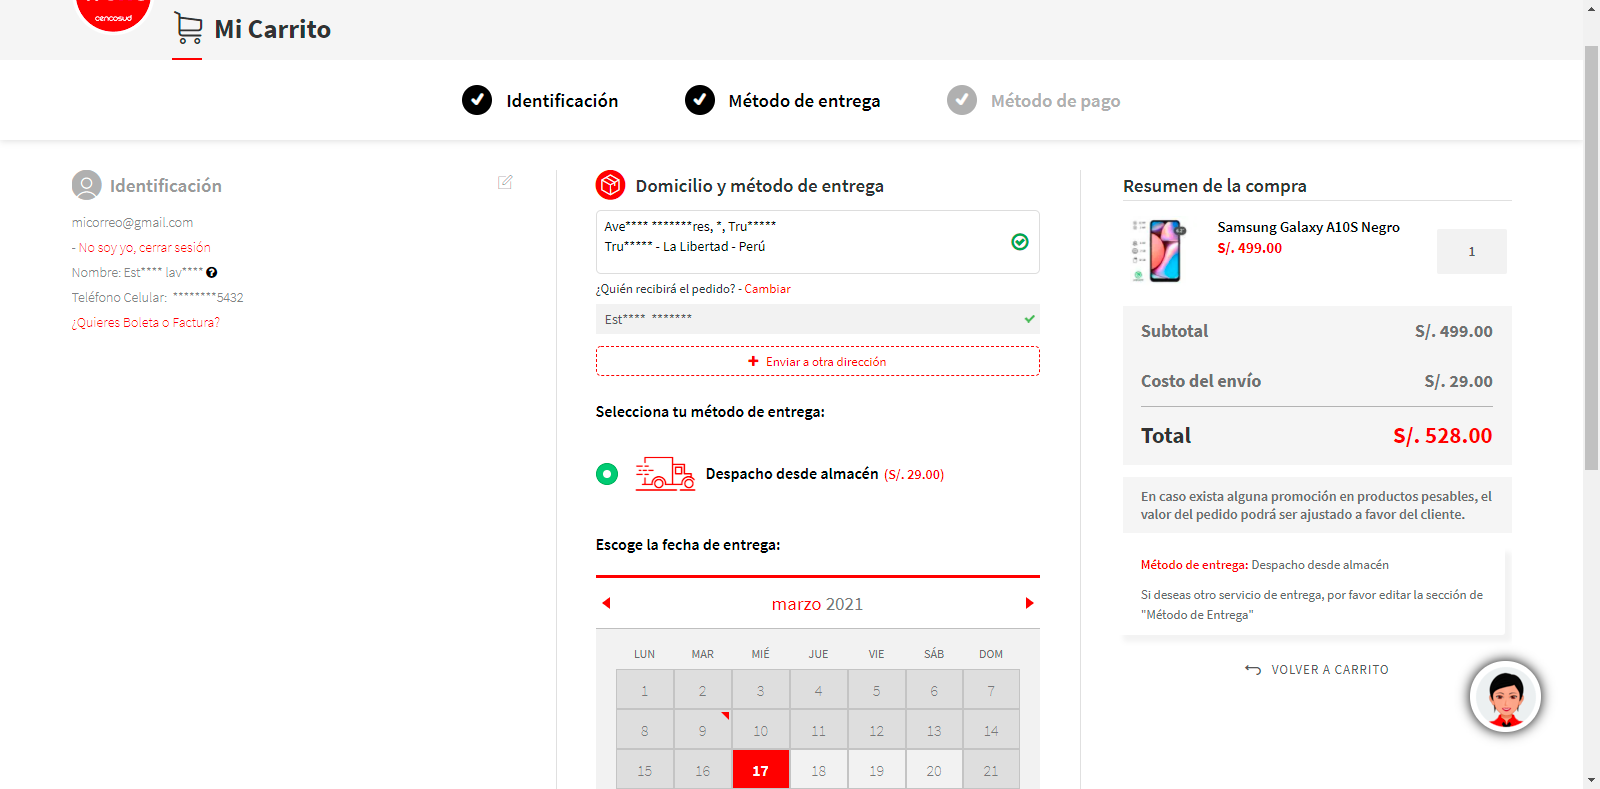 cencosud
Mi Carrito
Identificación
Método de entrega
Método de pago
Identificación
micorreo@gmail.com
- No soy yo, cerrar sesión
Nombre: Est**** lav****
Teléfono Celular: ********5432
¿Quieres Boleta o Factura?
Domicilio y método de entrega
Ave**** *******res, *, Tru*****
Tru***** - La Libertad - Perú
¿Quién recibirá el pedido? - Cambiar
Est**** *******
+ Enviar a otra dirección
Selecciona tu método de entrega:
Despacho desde almacén (S/. 29.00)
Escoge la fecha de entrega:
marzo 2021
LUN MAR MIÉ JUE VIE SÁB DOM
1 2 3 4 5 6 7
8 9 10 11 12 13 14
15 16 17 18 19 20 21
Resumen de la compra
Samsung Galaxy A10S Negro
S/. 499.00
1
Subtotal S/. 499.00
Costo del envío S/. 29.00
Total S/. 528.00
En caso exista alguna promoción en productos pesables, el
valor del pedido podrá ser ajustado a favor del cliente.
Método de entrega: Despacho desde almacén
Si deseas otro servicio de entrega, por favor editar la sección de
"Método de Entrega"
VOLVER A CARRITO